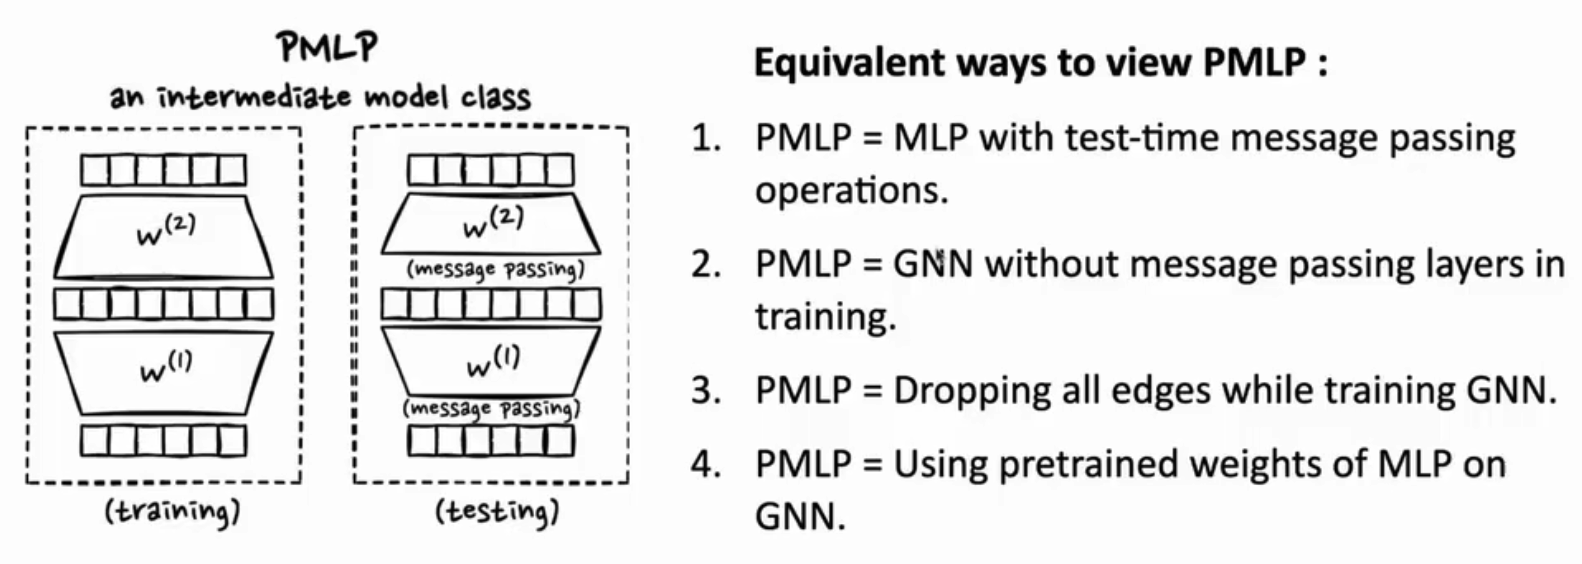 PMLP
an intermediate model class
w(2)
w(1)
(training)
w(2)
(message passing)
w(1)
(message passing)
(testing)
Equivalent ways to view PMLP :
1. PMLP = MLP with test-time message passing
operations.
2. PMLP = GNN without message passing layers in
training.
3. PMLP = Dropping all edges while training GNN.
4. PMLP = Using pretrained weights of MLP on
GNN.